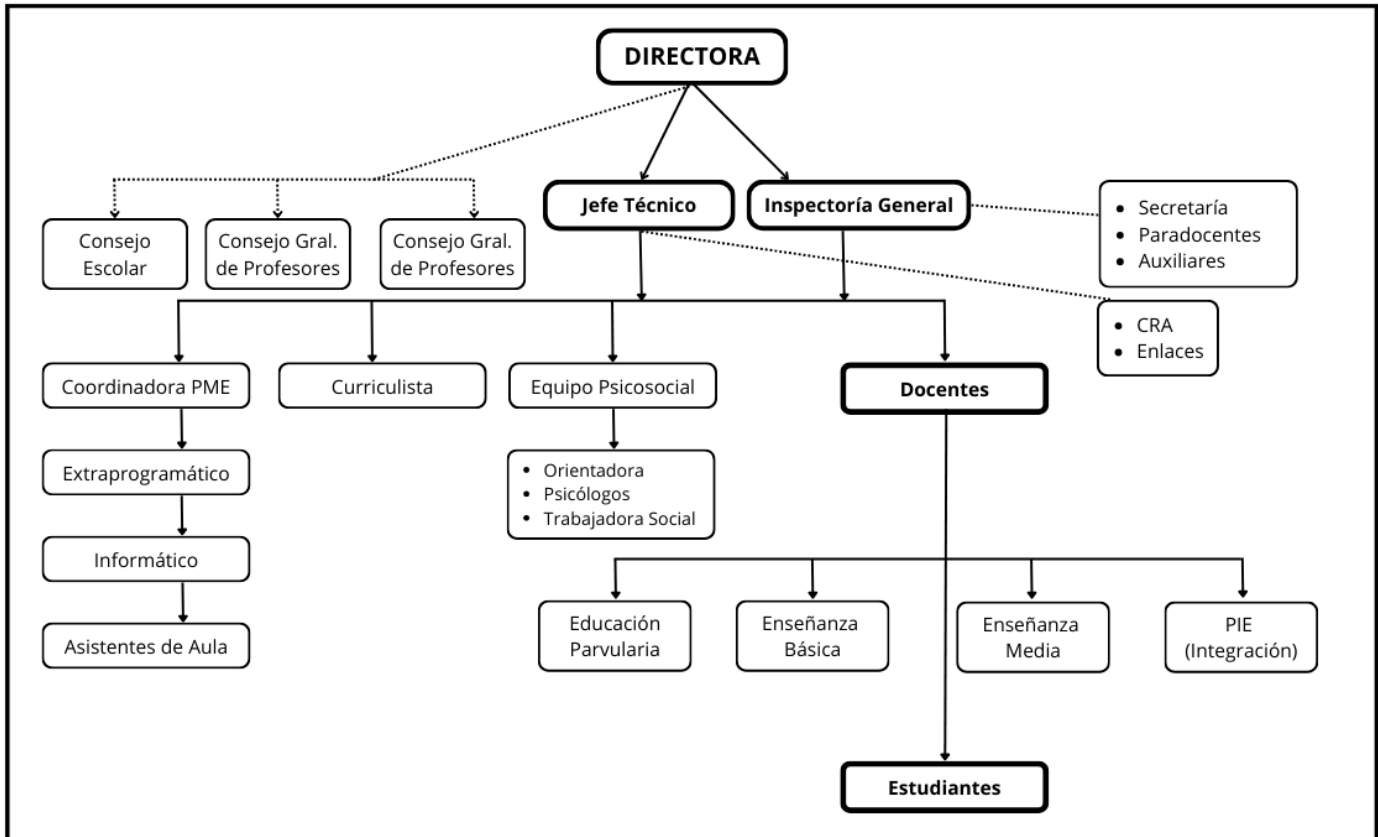 DIRECTORA
Jefe Técnico
Inspectoría General
• Secretaría
• Paradocentes
• Auxiliares
Consejo
Escolar
Consejo Gral.
de Profesores
Consejo Gral.
de Profesores
• CRA
• Enlaces
Coordinadora PME
Curriculista
Equipo Psicosocial
Docentes
Extraprogramático
• Orientadora
• Psicólogos
• Trabajadora Social
Informático
Asistentes de Aula
Educación
Parvularia
Enseñanza
Básica
Enseñanza
Media
PIE
(Integración)
Estudiantes